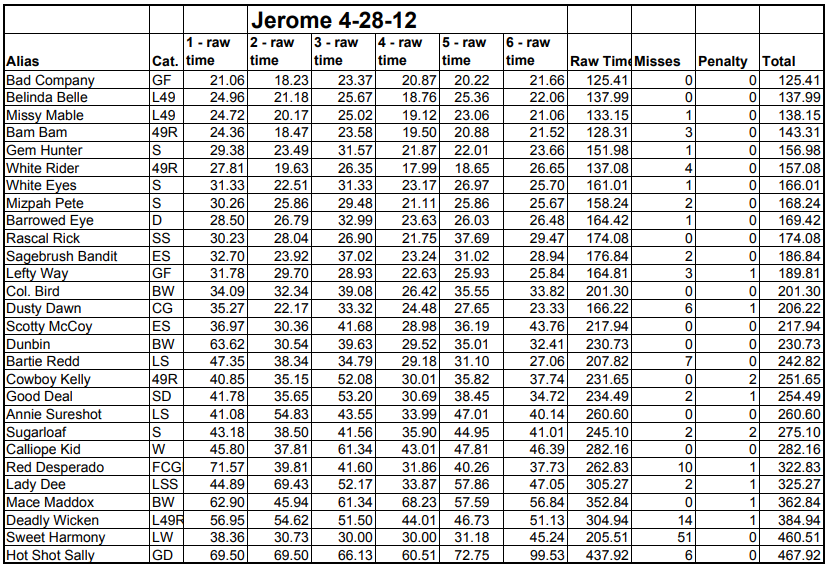 Jerome 4-28-12
1 - raw 2 - raw 3 - raw 4 - raw 5 - raw 6 - raw
Alias Cat. time time time time time time Raw Time Misses Penalty Total
Bad Company GF 21.06 18.23 23.37 20.87 20.22 21.66 125.41 0 0 125.41
Belinda Belle L49 24.96 21.18 25.67 18.76 25.36 22.06 137.99 0 0 137.99
Missy Mable L49 24.72 20.17 25.02 19.12 23.06 21.06 133.15 1 0 138.15
Bam Bam 49R 24.36 18.47 23.58 19.50 20.88 21.52 128.31 3 0 143.31
Gem Hunter S 29.38 23.49 31.57 21.87 22.01 23.66 151.98 1 0 156.98
White Rider 49R 27.81 19.63 26.35 17.99 18.65 26.65 137.08 4 0 157.08
White Eyes S 31.33 22.51 31.33 23.17 26.97 25.70 161.01 1 0 166.01
Mizpah Pete S 30.26 25.86 29.48 21.11 25.86 25.67 158.24 2 0 168.24
Barrowed Eye D 28.50 26.79 32.99 23.63 26.03 26.48 164.42 1 0 169.42
Rascal Rick SS 30.23 28.04 26.90 21.75 37.69 29.47 174.08 0 0 174.08
Sagebrush Bandit ES 32.70 23.92 37.02 23.24 31.02 28.94 176.84 2 0 186.84
Lefty Way GF 31.78 29.70 28.93 22.63 25.93 25.84 164.81 3 1 189.81
Col. Bird BW 34.09 32.34 39.08 26.42 35.55 33.82 201.30 0 0 201.30
Dusty Dawn CG 35.27 22.17 33.32 24.48 27.65 23.33 166.22 6 1 206.22
Scotty McCoy ES 36.97 30.36 41.68 28.98 36.19 43.76 217.94 0 0 217.94
Dunbin BW 63.62 30.54 39.63 29.52 35.01 32.41 230.73 0 0 230.73
Bartie Redd LS 47.35 38.34 34.79 29.18 31.10 27.06 207.82 7 0 242.82
Cowboy Kelly 49R 40.85 35.15 52.08 30.01 35.82 37.74 231.65 0 2 251.65
Good Deal SD 41.78 35.65 53.20 30.69 38.45 34.72 234.49 2 1 254.49
Annie Sureshot LS 41.08 54.83 43.55 33.99 47.01 40.14 260.60 0 0 260.60
Sugarloaf S 43.18 38.50 41.56 35.90 44.95 41.01 245.10 2 2 275.10
Calliope Kid W 45.80 37.81 61.34 43.01 47.81 46.39 282.16 0 0 282.16
Red Desperado FCG 71.57 39.81 41.60 31.86 40.26 37.73 262.83 10 1 322.83
Lady Dee LSS 44.89 69.43 52.17 33.87 57.86 47.05 305.27 2 1 325.27
Mace Maddox BW 62.90 45.94 61.34 68.23 57.59 56.84 352.84 0 1 362.84
Deadly Wicken L49R 56.95 54.62 51.50 44.01 46.73 51.13 304.94 14 1 384.94
Sweet Harmony LW 38.36 30.73 30.00 30.00 31.18 45.24 205.51 51 0 460.51
Hot Shot Sally GD 69.50 69.50 66.13 60.51 72.75 99.53 437.92 6 0 467.92